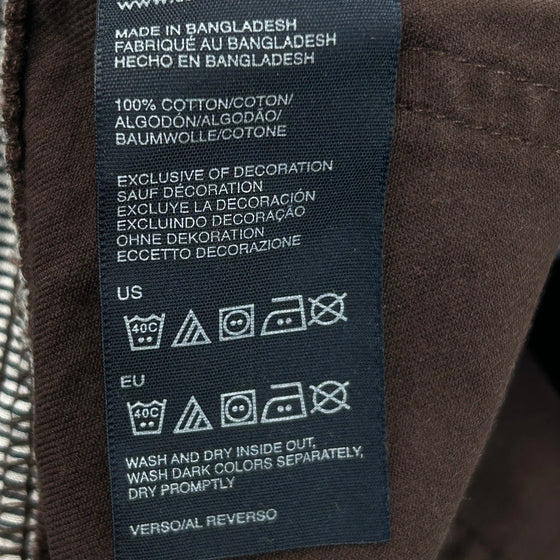 MADE IN BANGLADESH
FABRIQUÉ AU BANGLADESH
HECHO EN BANGLADESH
100% COTTON/COTON/
ALGODÓN/ALGODÃO/
BAUMWOLLE/COTONE
EXCLUSIVE OF DECORATION
SAUF DÉCORATION
EXCLUYE LA DECORACIÓN
EXCLUINDO DECORAÇÃO
OHNE DEKORATION
ECCETTO DECORAZIONE
US
40C
EU
40C
WASH AND DRY INSIDE OUT,
WASH DARK COLORS SEPARATELY,
DRY PROMPTLY
VERSO/AL REVERSO